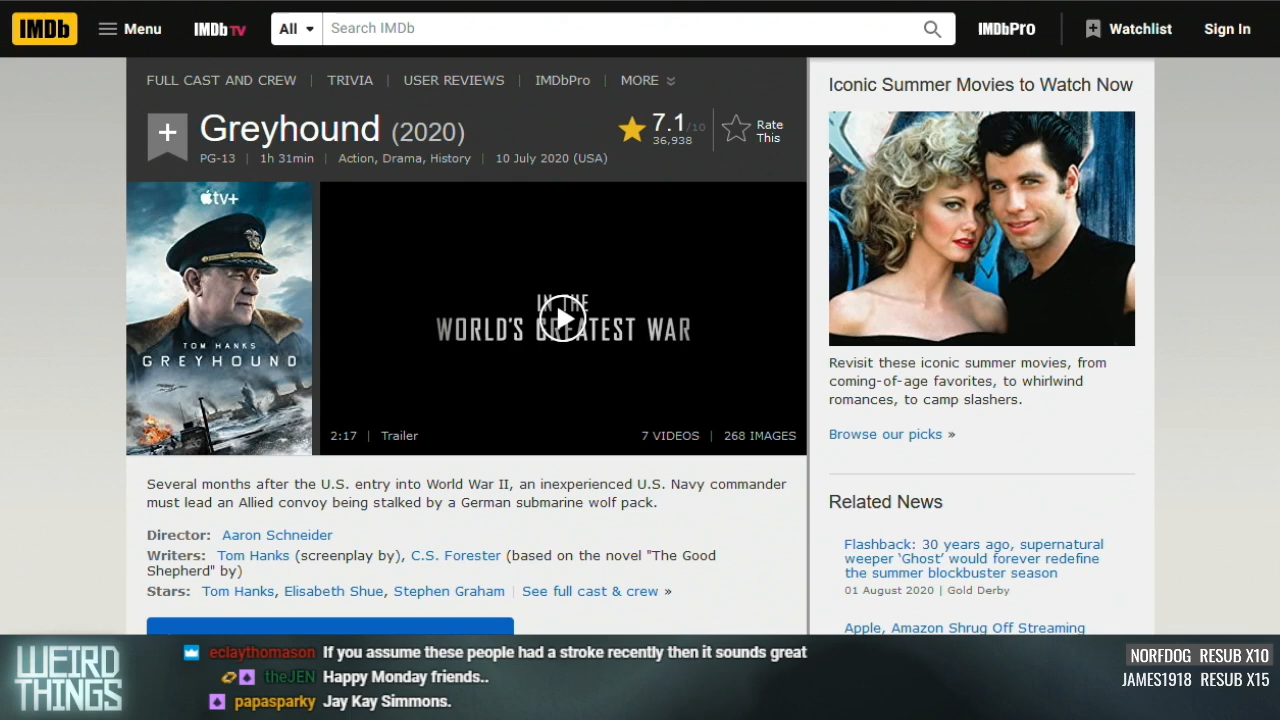 IMDb
Menu
IMDb TV
All
Search IMDb
IMDbPro
Watchlist
Sign In
FULL CAST AND CREW | TRIVIA | USER REVIEWS | IMDbPro | MORE
Greyhound (2020)
PG-13 | 1h 31min | Action, Drama, History | 10 July 2020 (USA)
7.1/10
36,938
Rate
This
tv+
TOM HANKS
GREYHOUND
IN THE
WORLD'S GREATEST WAR
2:17 | Trailer
7 VIDEOS | 268 IMAGES
Several months after the U.S. entry into World War II, an inexperienced U.S. Navy commander
must lead an Allied convoy being stalked by a German submarine wolf pack.
Director: Aaron Schneider
Writers: Tom Hanks (screenplay by), C.S. Forester (based on the novel "The Good
Shepherd" by)
Stars: Tom Hanks, Elisabeth Shue, Stephen Graham | See full cast & crew »
Iconic Summer Movies to Watch Now
Revisit these iconic summer movies, from
coming-of-age favorites, to whirlwind
romances, to camp slashers.
Browse our picks »
Related News
Flashback: 30 years ago, supernatural
weeper ‘Ghost’ would forever redefine
the summer blockbuster season
01 August 2020 | Gold Derby
Apple, Amazon Shrug Off Streaming
WEIRD
THINGS
eclaythomason If you assume these people had a stroke recently then it sounds great
theJEN Happy Monday friends..
papasparky Jay Kay Simmons.
NORFDOG RESUB X10
JAMES1918 RESUB X15